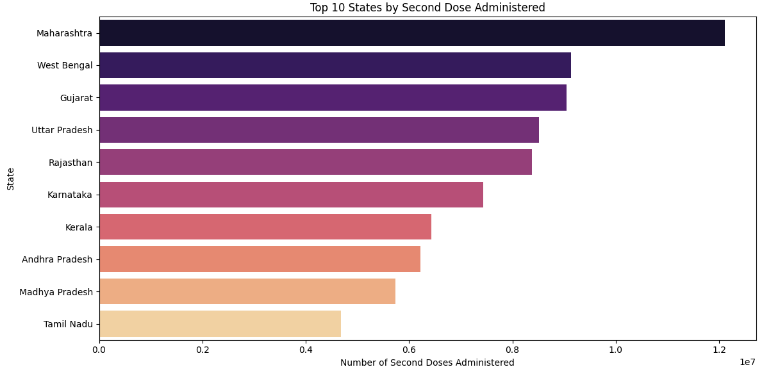 Top 10 States by Second Dose Administered
State
Maharashtra
West Bengal
Gujarat
Uttar Pradesh
Rajasthan
Karnataka
Kerala
Andhra Pradesh
Madhya Pradesh
Tamil Nadu
0.0 0.2 0.4 0.6 0.8 1.0 1.2
1e7
Number of Second Doses Administered